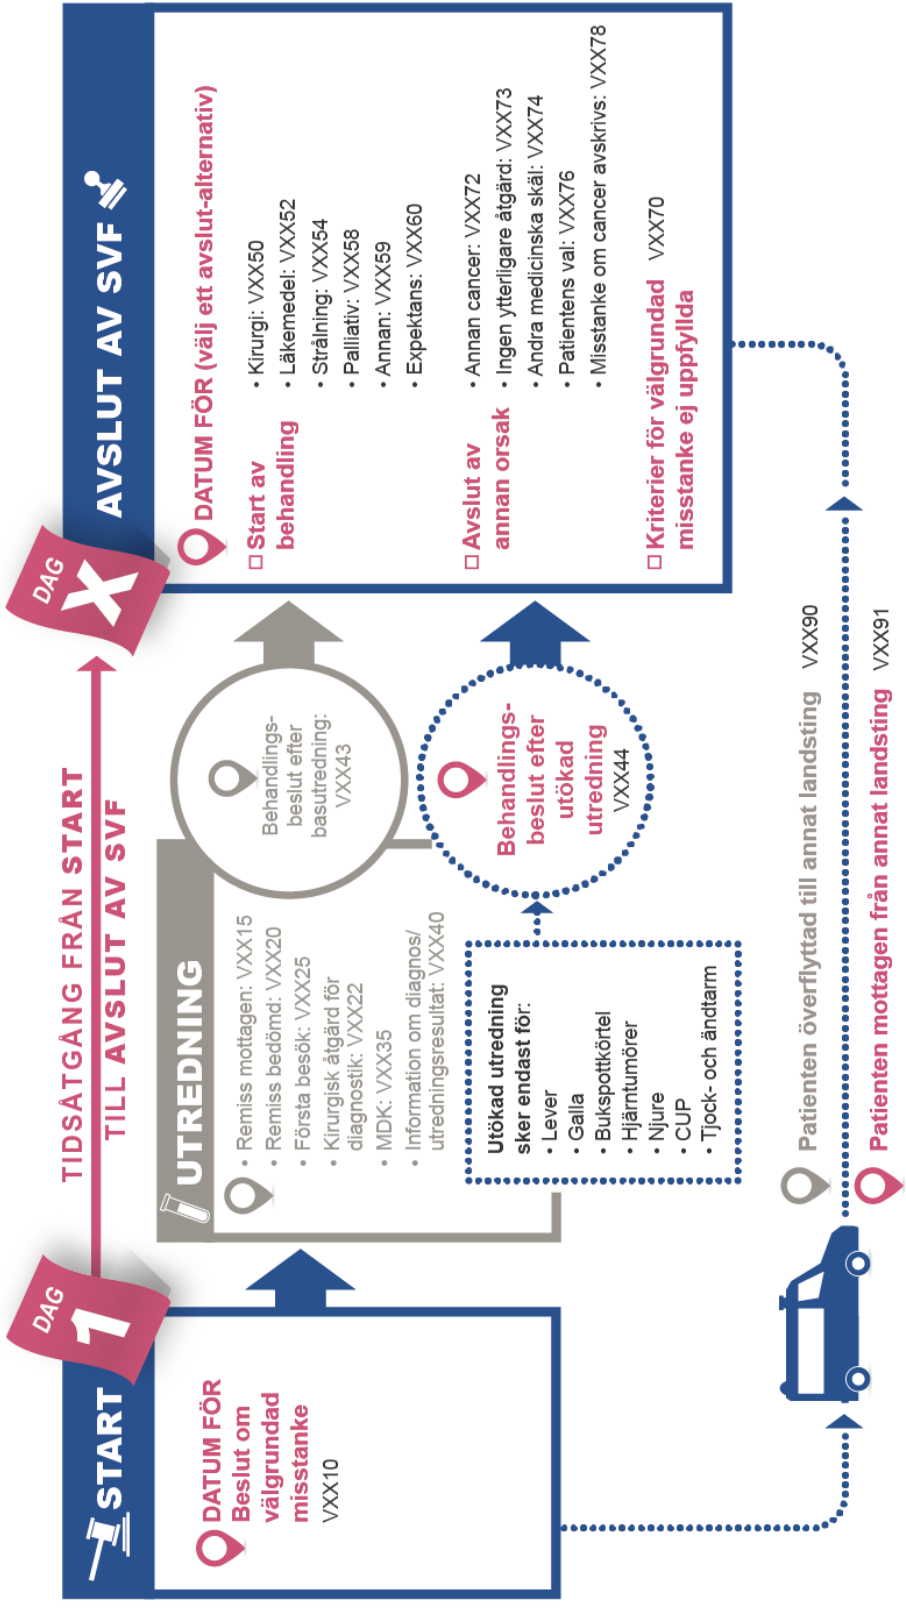 TIDSÅTGÅNG FRÅN START
TILL AVSLUT AV SVF
DAG
1
START
DATUM FÖR
Beslut om
välgrundad
misstanke
VXX10
UTREDNING
• Remiss mottagen: VXX15
• Remiss bedömd: VXX20
• Första besök: VXX25
• Kirurgisk åtgärd för
diagnostik: VXX22
• MDK: VXX35
• Information om diagnos/
utredningsresultat: VXX40
Utökad utredning
sker endast för:
• Lever
• Galla
• Bukspottkörtel
• Hjärntumörer
• Njure
• CUP
• Tjock- och ändtarm
Behandlings-
beslut efter
basutredning:
VXX43
Behandlings-
beslut efter
utökad
utredning
VXX44
DAG
X
AVSLUT AV SVF
DATUM FÖR (välj ett avslut-alternativ)
Start av
behandling
• Kirurgi: VXX50
• Läkemedel: VXX52
• Strålning: VXX54
• Palliativ: VXX58
• Annan: VXX59
• Expektans: VXX60
Avslut av
annan orsak
• Annan cancer: VXX72
• Ingen ytterligare åtgärd: VXX73
• Andra medicinska skäl: VXX74
• Patientens val: VXX76
• Misstanke om cancer avskrivs: VXX78
Kriterier för välgrundad
misstanke ej uppfyllda
VXX70
Patienten överflyttad till annat landsting VXX90
Patienten mottagen från annat landsting VXX91